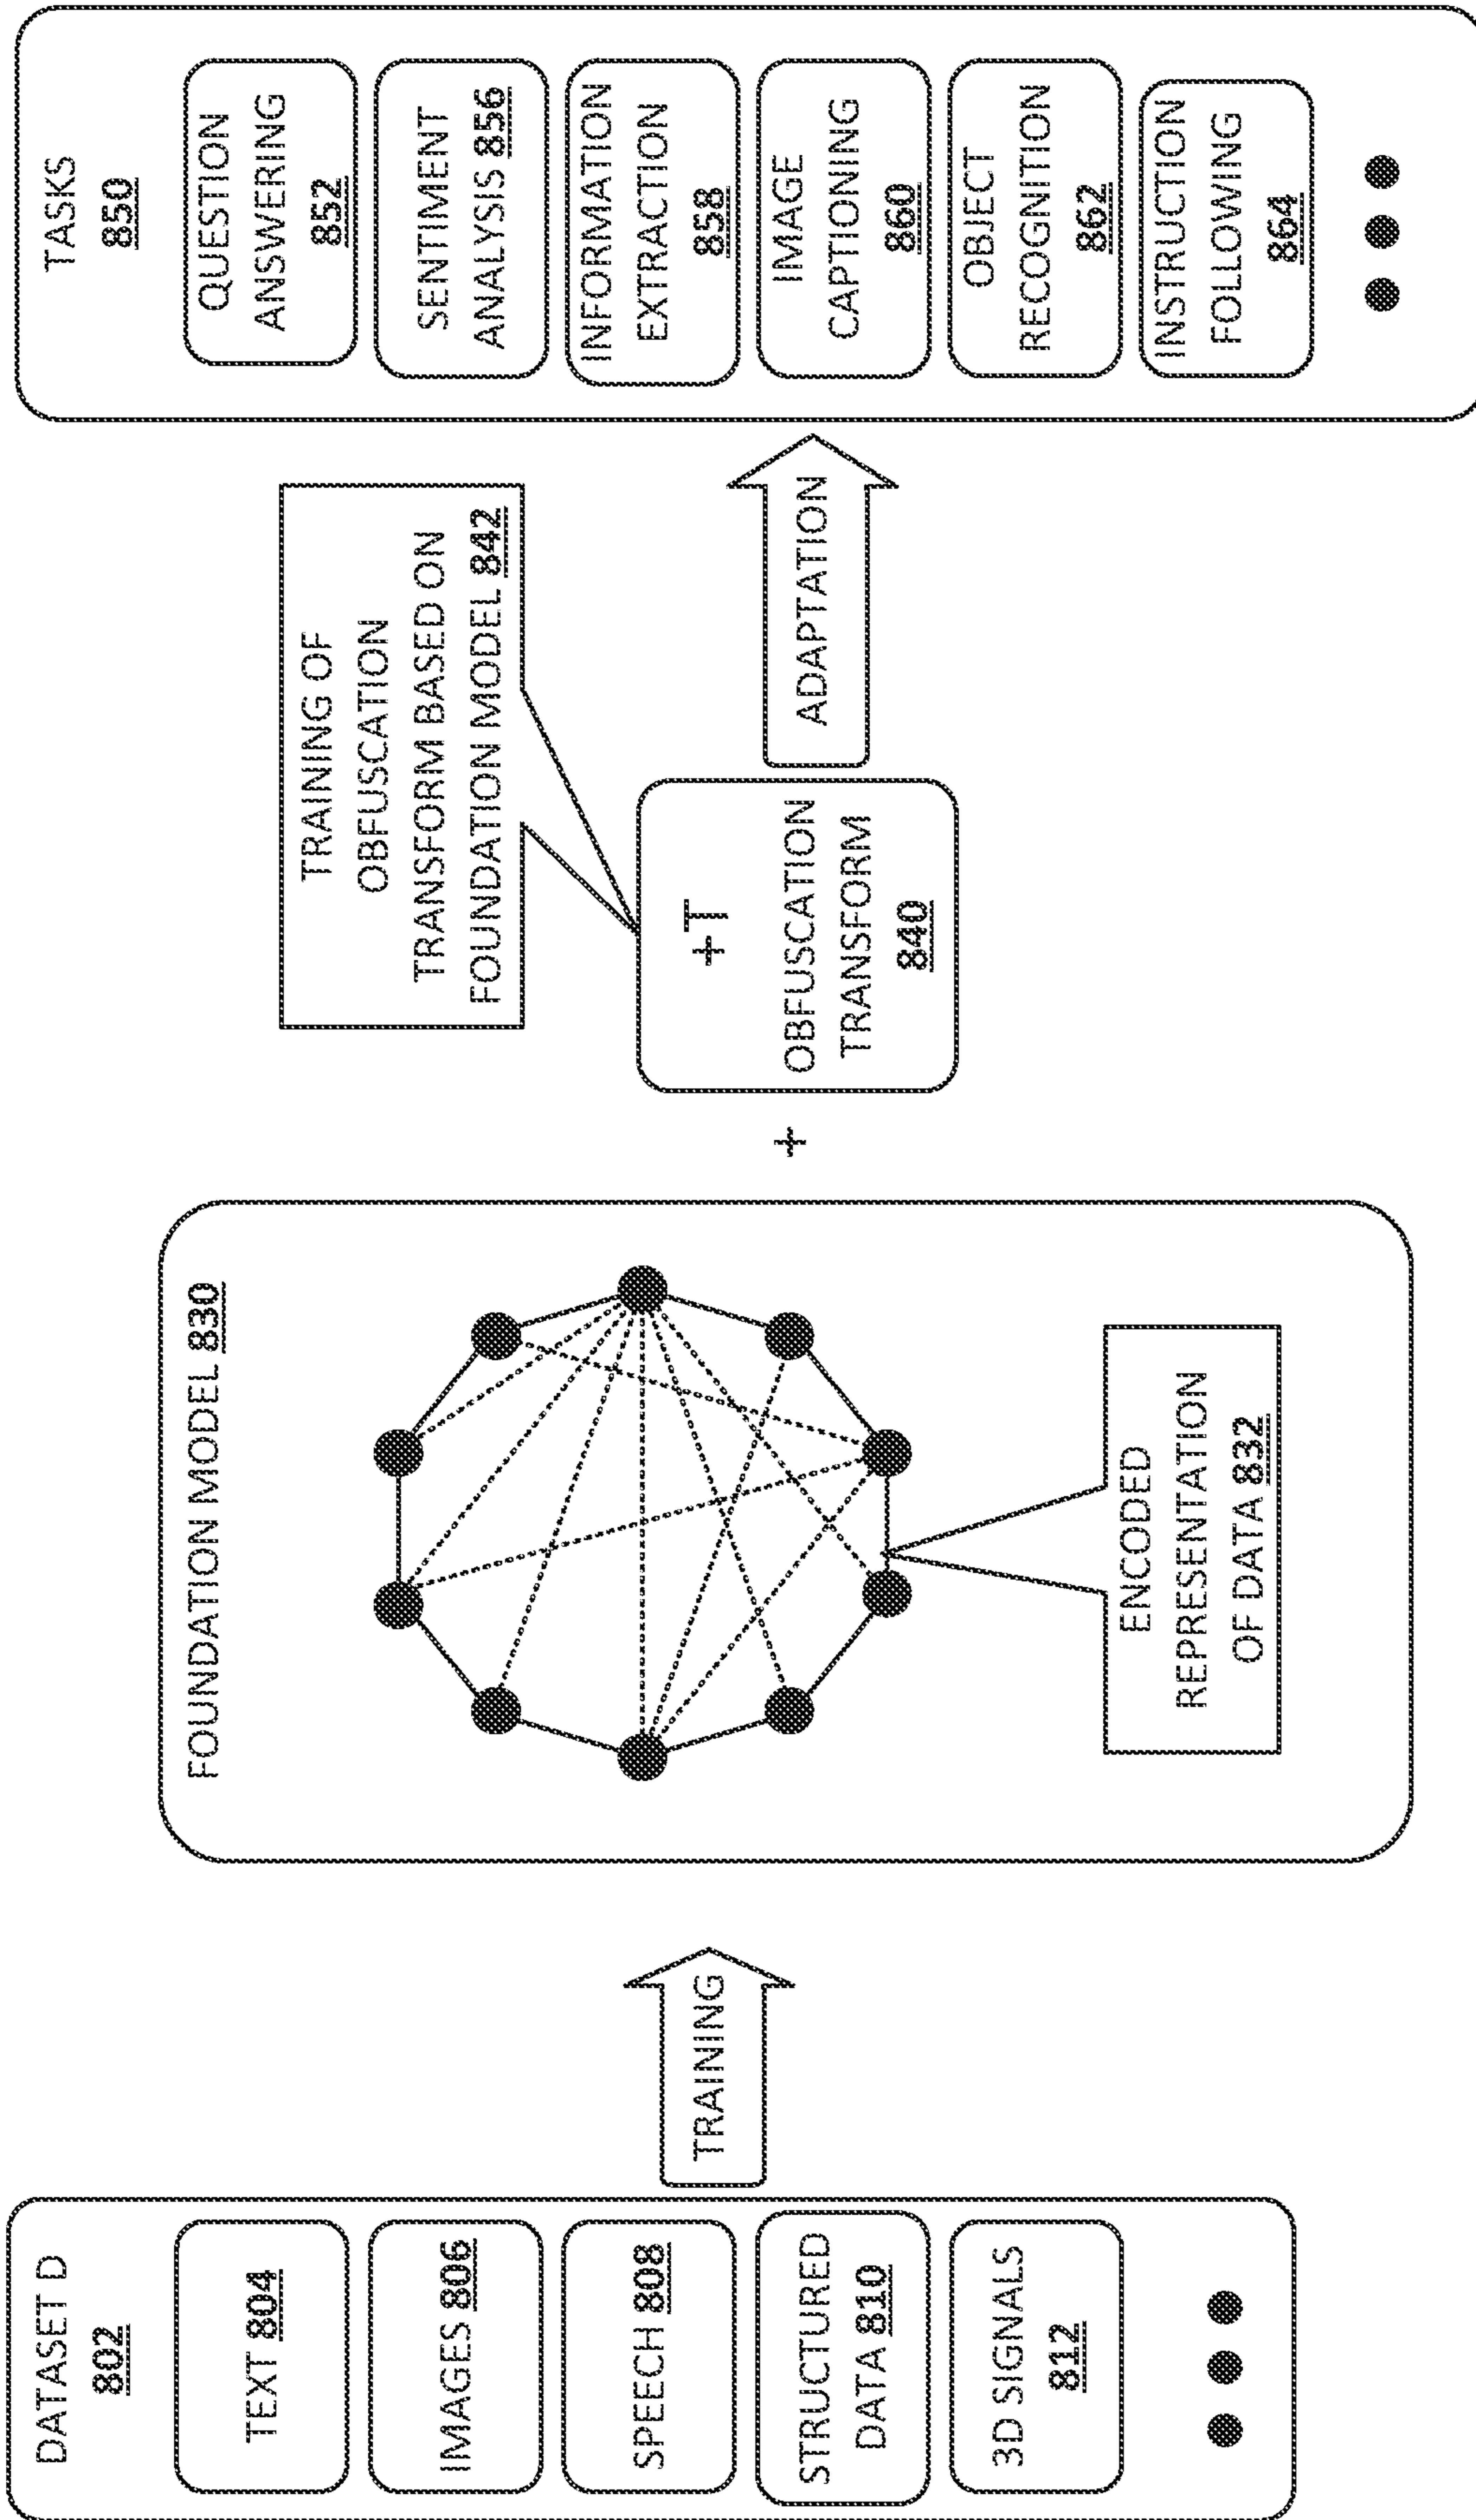 DATASET D
802
TEXT 804
IMAGES 806
SPEECH 808
STRUCTURED
DATA 810
3D SIGNALS
812
TRAINING
FOUNDATION MODEL 830
ENCODED
REPRESENTATION
OF DATA 832
+
TRAINING OF
OBFUSCATION
TRANSFORM BASED ON
FOUNDATION MODEL 842
+T
OBFUSCATION
TRANSFORM
840
ADAPTATION
TASKS
850
QUESTION
ANSWERING
852
SENTIMENT
ANALYSIS 856
INFORMATION
EXTRACTION
858
IMAGE
CAPTIONING
860
OBJECT
RECOGNITION
862
INSTRUCTION
FOLLOWING
864